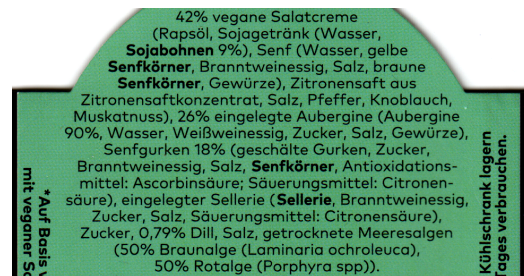 42% vegane Salatcreme
(Rapsöl, Sojagetränk (Wasser,
Sojabohnen 9%), Senf (Wasser, gelbe
Senfkörner, Branntweinessig, Salz, braune
Senfkörner, Gewürze), Zitronensaft aus
Zitronensaftkonzentrat, Salz, Pfeffer, Knoblauch,
Muskatnuss), 26% eingelegte Aubergine (Aubergine
90%, Wasser, Weißweinessig, Zucker, Salz, Gewürze),
Senfgurken 18% (geschälte Gurken, Zucker,
Branntweinessig, Salz, Senfkörner, Antioxidations-
mittel: Ascorbinsäure; Säuerungsmittel: Citronen-
säure), eingelegter Sellerie (Sellerie, Branntweinessig,
Zucker, Salz, Säuerungsmittel: Citronensäure),
Zucker, 0,79% Dill, Salz, getrocknete Meeresalgen
(50% Braunalge (Laminaria ochroleuca),
50% Rotalge (Porphyra spp)).
*Auf Basis
mit veganer
Kühlschrank lagern
Tages verbrauchen.